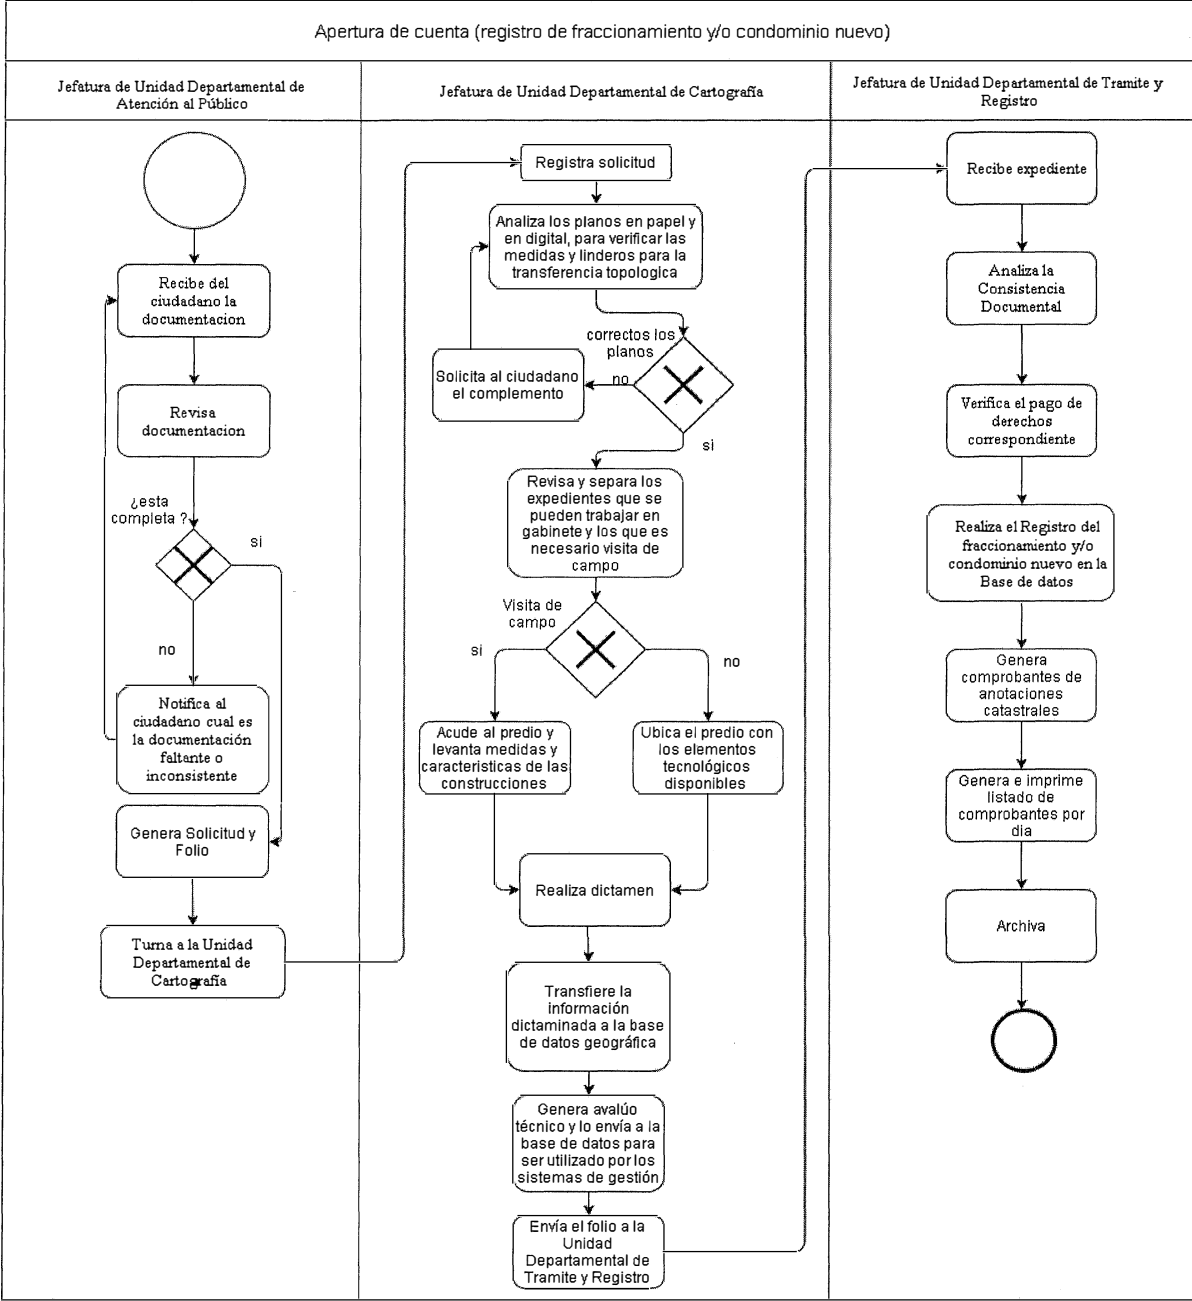 Apertura de cuenta (registro de fraccionamiento y/o condominio nuevo)
Jefatura de Unidad Departamental de
Atención al Público
Jefatura de Unidad Departamental de Cartografía
Jefatura de Unidad Departamental de Tramite y
Registro
Recibe del
ciudadano la
documentacion
Revisa
documentacion
¿esta
completa ?
si
no
Notifica al
ciudadano cual es
la documentación
faltante o
inconsistente
Genera Solicitud y
Folio
Turna a la Unidad
Departamental de
Cartografía
Registra solicitud
Analiza los planos en papel y
en digital, para verificar las
medidas y linderos para la
transferencia topologica
correctos los
planos
no
Solicita al ciudadano
el complemento
si
Revisa y separa los
expedientes que se
pueden trabajar en
gabinete y los que es
necesario visita de
campo
Visita de
campo
si
no
Acude al predio y
levanta medidas y
caracteristicas de las
construcciones
Ubica el predio con
los elementos
tecnológicos
disponibles
Realiza dictamen
Transfiere la
información
dictaminada a la base
de datos geográfica
Genera avalúo
técnico y lo envía a la
base de datos para
ser utilizado por los
sistemas de gestión
Envía el folio a la
Unidad
Departamental de
Tramite y Registro
Recibe expediente
Analiza la
Consistencia
Documental
Verifica el pago de
derechos
correspondiente
Realiza el Registro del
fraccionamiento y/o
condominio nuevo en la
Base de datos
Genera
comprobantes de
anotaciones
catastrales
Genera e imprime
listado de
comprobantes por
dia
Archiva